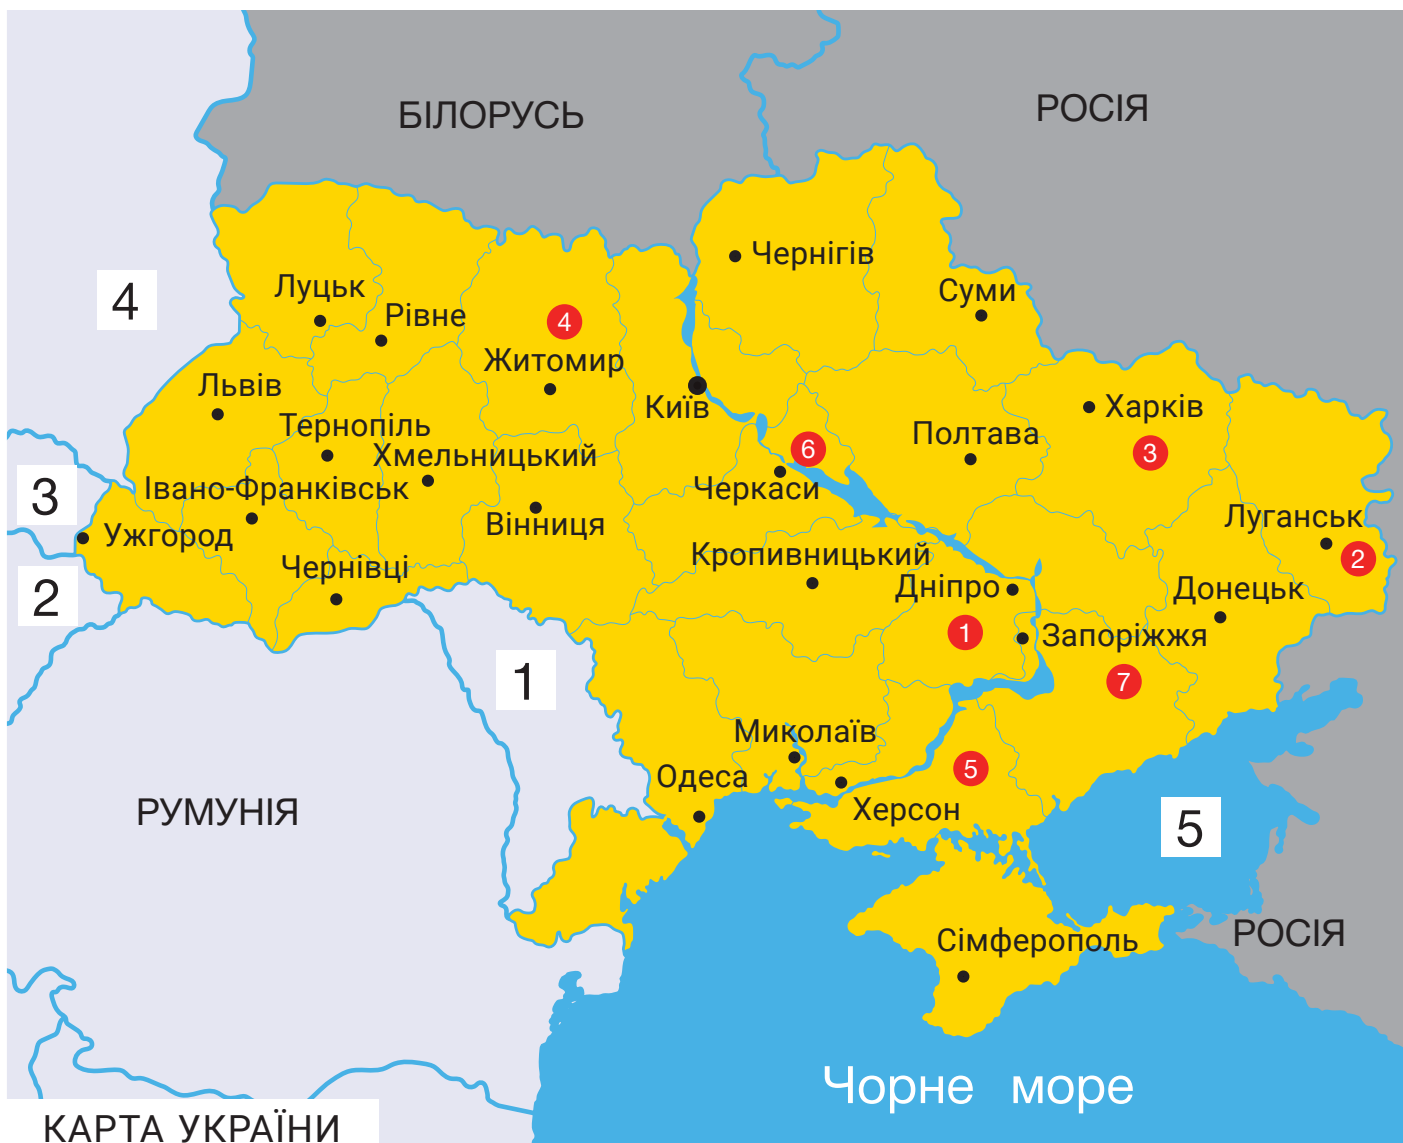 БІЛОРУСЬ
РОСІЯ
Чернігів
4
Луцьк
Суми
Рівне
4
Житомир
Львів
Київ
Харків
Тернопіль
Полтава
6
3
Хмельницький
3
Івано-Франківськ
Черкаси
Вінниця
Луганськ
Ужгород
Кропивницький
2
Чернівці
Дніпро
Донецьк
2
1
Запоріжжя
1
7
Миколаїв
Одеса
5
Херсон
РУМУНІЯ
5
Сімферополь
РОСІЯ
Чорне море
КАРТА УКРАЇНИ